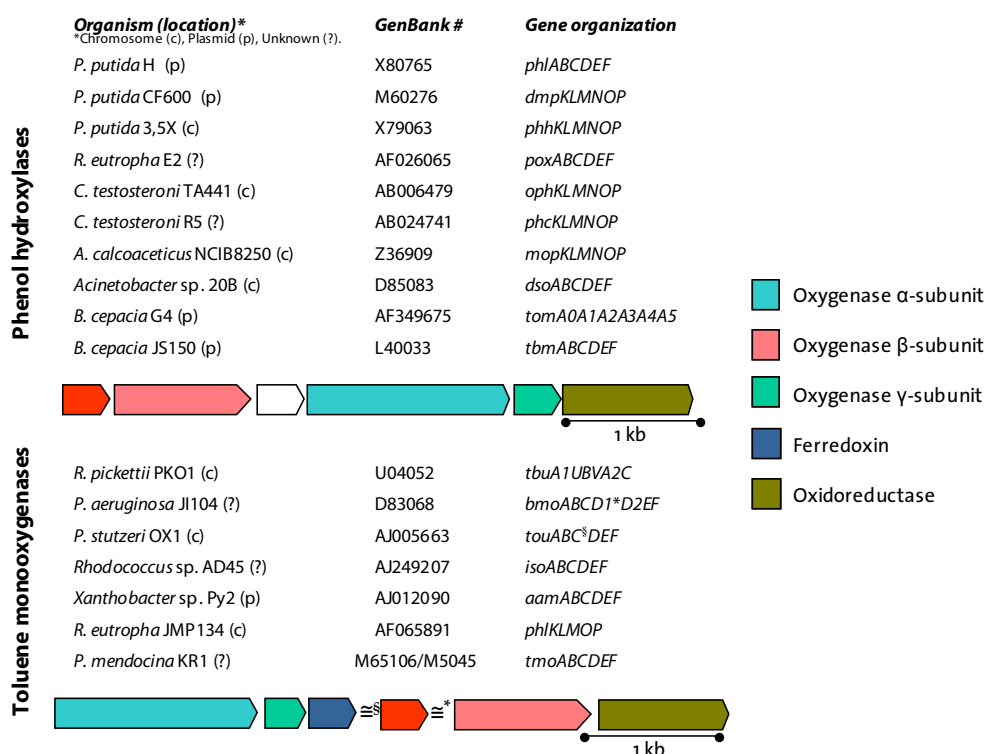 Organism (location)* GenBank # Gene organization
*Chromosome (c), Plasmid (p), Unknown (?).
Phenol hydroxylases
P. putida H (p) X80765 phlABCDEF
P. putida CF600 (p) M60276 dmpKLMNOP
P. putida 3,5X (c) X79063 phhKLMNOP
R. eutropha E2 (?) AF026065 poxABCDEF
C. testosteroni TA441 (c) AB006479 ophKLMNOP
C. testosteroni R5 (?) AB024741 phcKLMNOP
A. calcoaceticus NCIB8250 (c) Z36909 mopKLMNOP
Acinetobacter sp. 20B (c) D85083 dsoABCDEF
B. cepacia G4 (p) AF349675 tomA0A1A2A3A4A5
B. cepacia JS150 (p) L40033 tbmABCDEF
1 kb
Oxygenase α-subunit
Oxygenase β-subunit
Oxygenase γ-subunit
Ferredoxin
Oxidoreductase
Toluene monooxygenases
R. pickettii PKO1 (c) U04052 tbuA1UBVA2C
P. aeruginosa JI104 (?) D83068 bmoABCD1*D2EF
P. stutzeri OX1 (c) AJ005663 touABC§DEF
Rhodococcus sp. AD45 (?) AJ249207 isoABCDEF
Xanthobacter sp. Py2 (p) AJ012090 aamABCDEF
R. eutropha JMP134 (c) AF065891 phlKLMOP
P. mendocina KR1 (?) M65106/M5045 tmoABCDEF
≅§ ≅*
1 kb